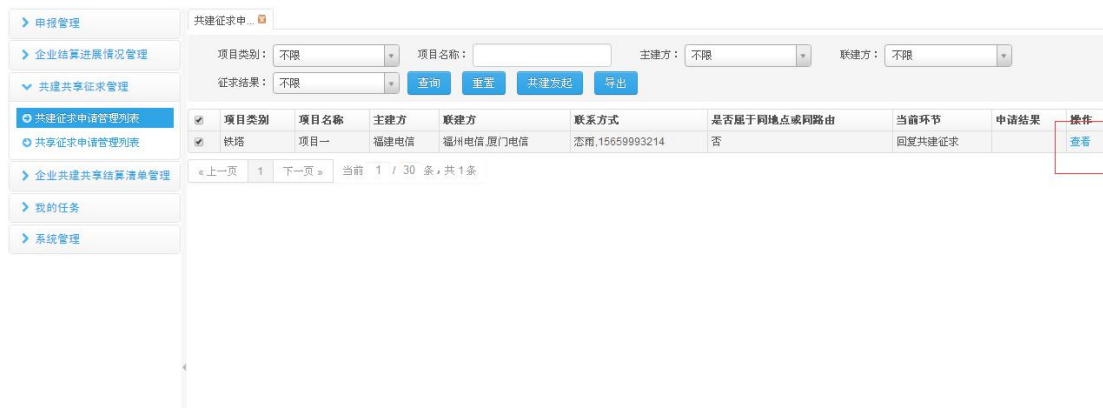 申报管理
企业结算进展情况管理
共建共享征求管理
共建征求申请管理列表
共享征求申请管理列表
企业共建共享结算清单管理
我的任务
系统管理
共建征求申...
项目类别： 不限 项目名称： 主建方： 不限 联建方： 不限
征求结果： 不限 查询 重置 共建发起 导出
项目类别 项目名称 主建方 联建方 联系方式 是否属于同地点或同路由 当前环节 申请结果 操作
铁塔 项目一 福建电信 福州电信,厦门电信 恋雨,15659993214 否 回复共建征求 查看
«上一页 1 下一页» 当前 1 / 30 条，共1条